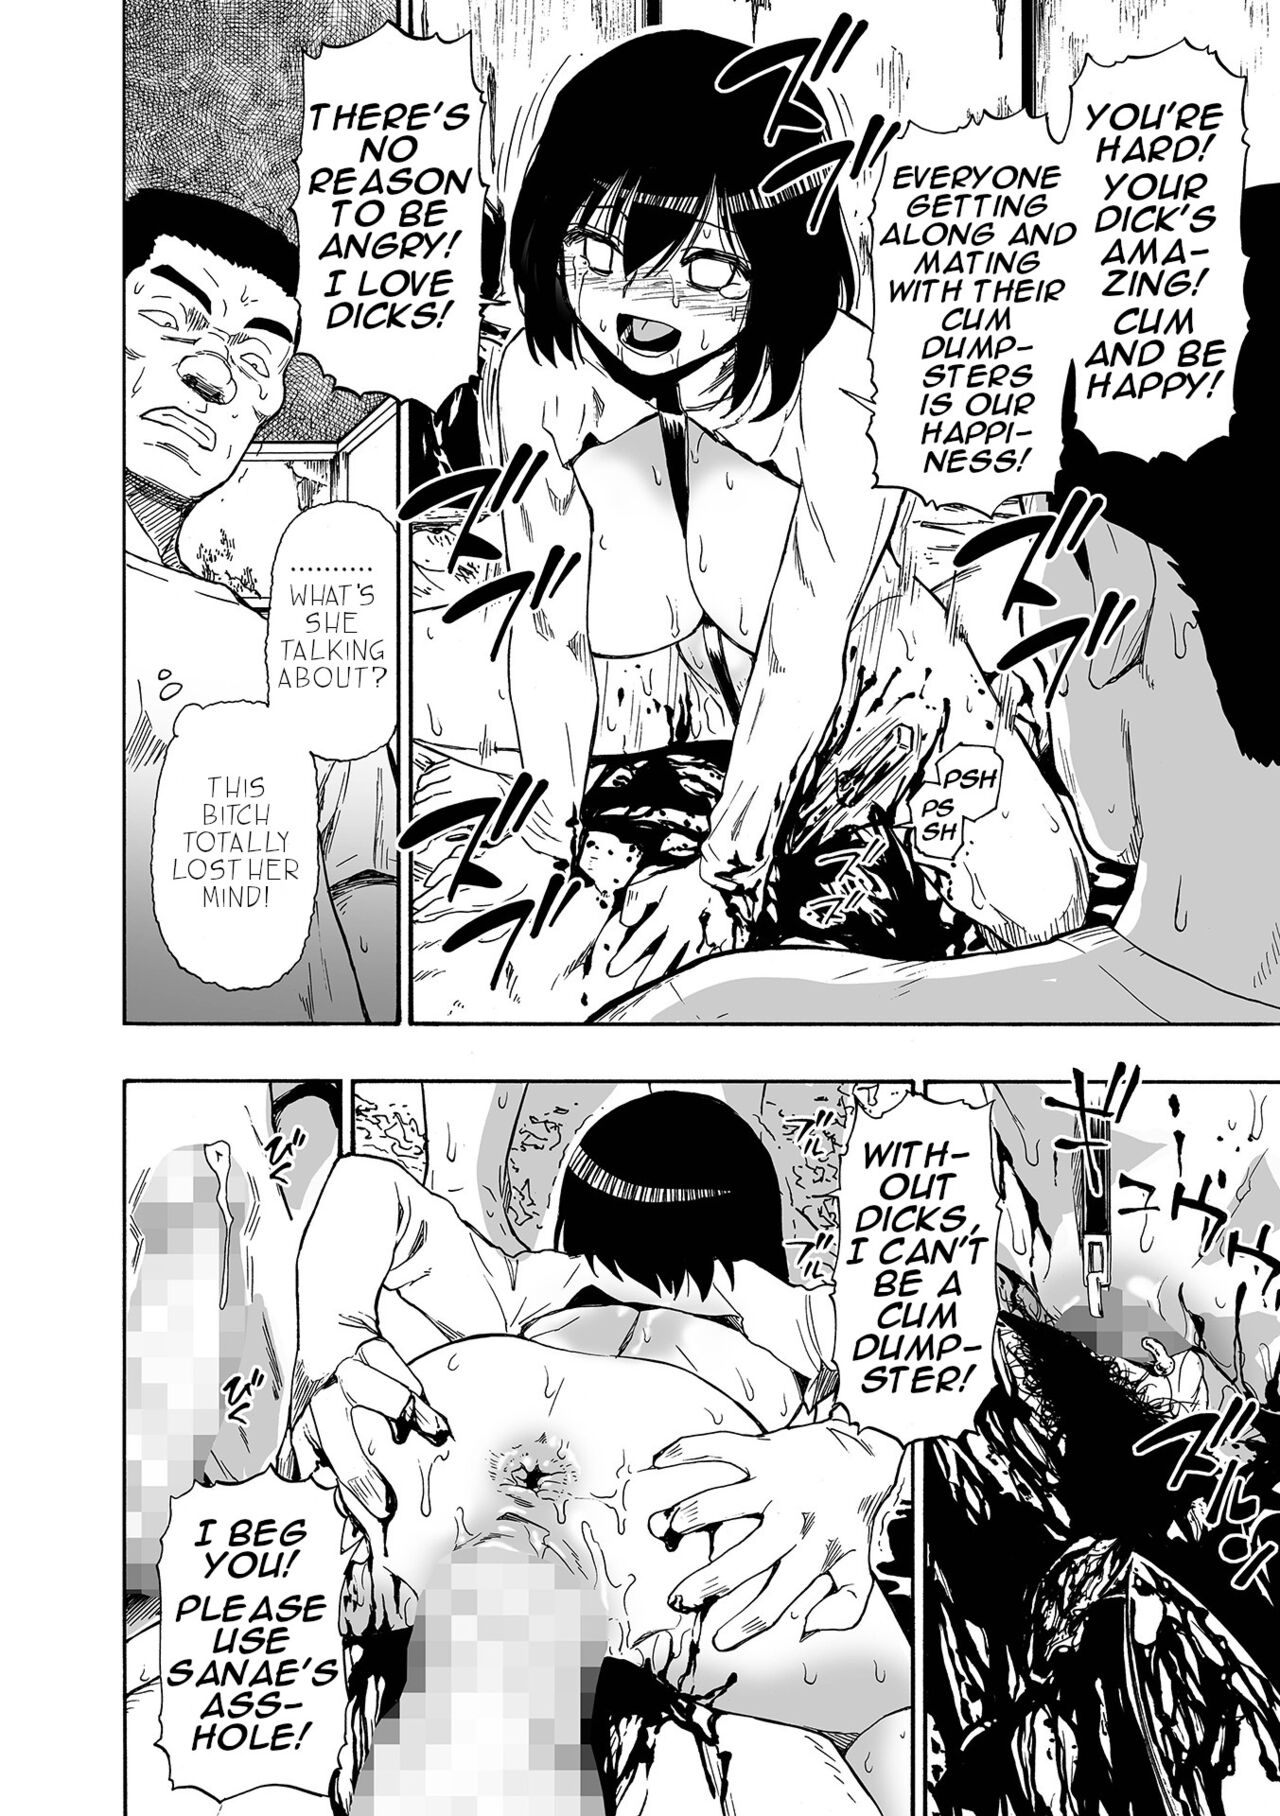 YOU'RE
HARD!
YOUR
DICK'S
AMA-
ZING!
CUM
AND BE
HAPPY!
EVERYONE
GETTING
ALONG AND
MATING
WITH THEIR
CUM
DUMP-
STERS
IS OUR
HAPPI-
NESS!
THERE'S
NO
REASON
TO BE
ANGRY!
I LOVE
DICKS!
PSH
PS
SH
...........
WHAT'S
SHE
TALKING
ABOUT?
THIS
BITCH
TOTALLY
LOST HER
MIND!
WITH-
OUT
DICKS,
I CAN'T
BE A
CUM
DUMP-
STER!
I BEG
YOU!
PLEASE
USE
SANAE'S
ASS-
HOLE!